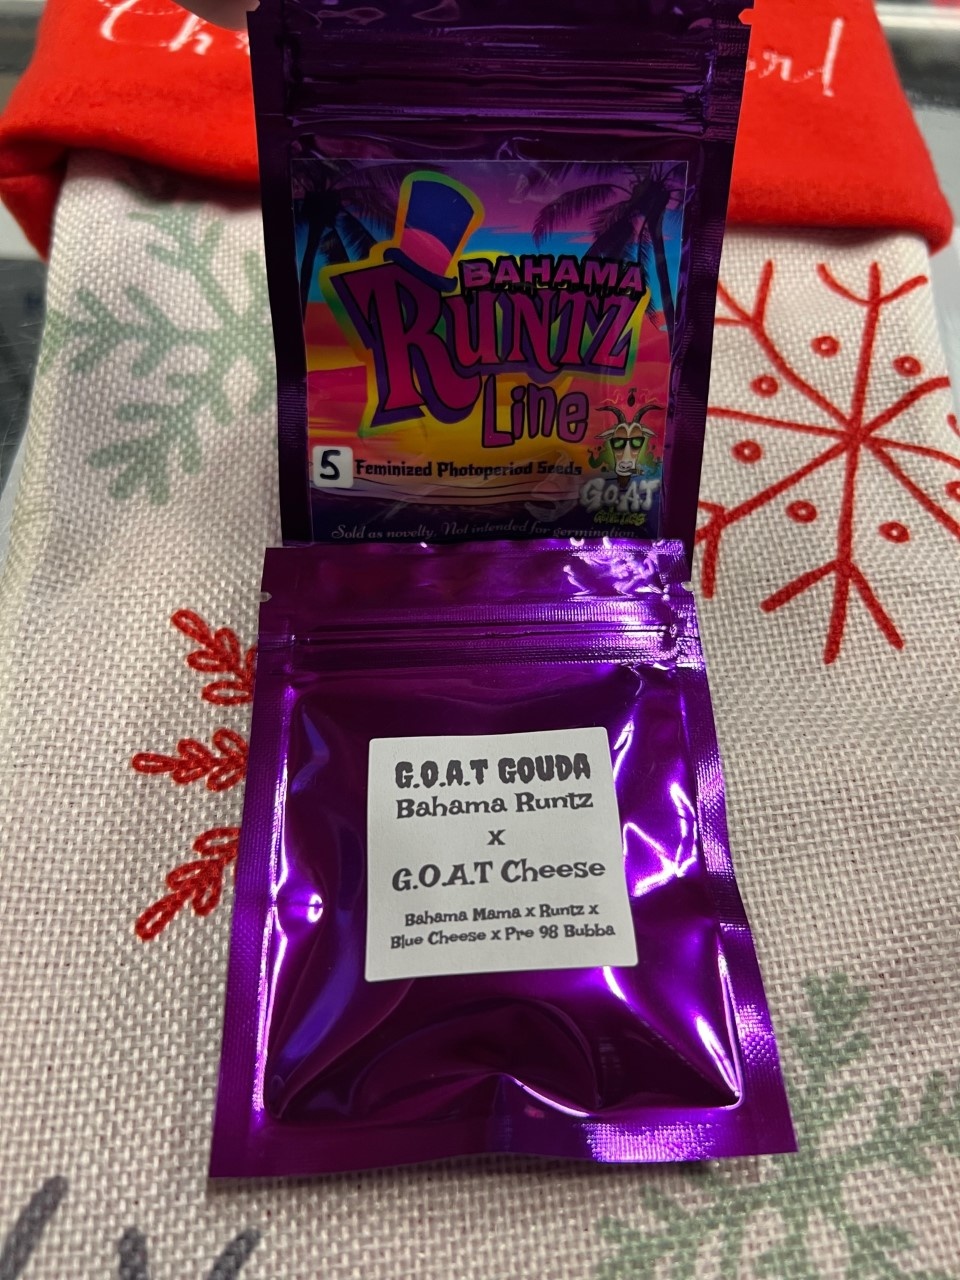 BAHAMA
RUNTZ
Line
5 Feminized Photoperiod Seeds
G.O.A.T
Sold as novelty. Not intended for germination.
G.O.A.T GOUDA
Bahama Runtz
x
G.O.A.T Cheese
Bahama Mama x Runtz x
Blue Cheese x Pre 98 Bubba